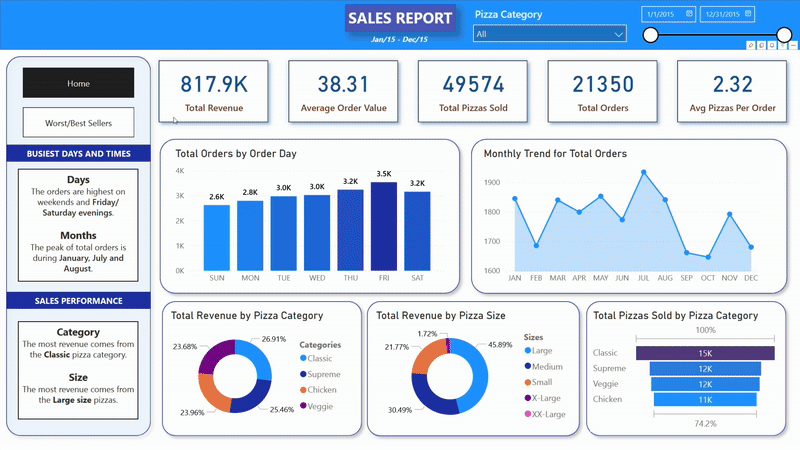 SALES REPORT
Jan/15 - Dec/15
Pizza Category
All
1/1/2015
12/31/2015
Home
Worst/Best Sellers
BUSIEST DAYS AND TIMES
Days
The orders are highest on
weekends and Friday/
Saturday evenings.
Months
The peak of total orders is
during January, July and
August.
SALES PERFORMANCE
Category
The most revenue comes from
the Classic pizza category.
Size
The most revenue comes from
the Large size pizzas.
817.9K
Total Revenue
38.31
Average Order Value
49574
Total Pizzas Sold
21350
Total Orders
2.32
Avg Pizzas Per Order
Total Orders by Order Day
4K
3K
2K
1K
0K
2.6K
2.8K
3.0K
3.0K
3.2K
3.5K
3.2K
SUN MON TUE WED THU FRI SAT
Monthly Trend for Total Orders
1900
1800
1700
1600
JAN FEB MAR APR MAY JUN JUL AUG SEP OCT NOV DEC
Total Revenue by Pizza Category
26.91%
25.46%
23.96%
23.68%
Categories
Classic
Supreme
Chicken
Veggie
Total Revenue by Pizza Size
1.72%
45.89%
21.77%
30.49%
Sizes
Large
Medium
Small
X-Large
XX-Large
Total Pizzas Sold by Pizza Category
100%
Classic 15K
Supreme 12K
Veggie 12K
Chicken 11K
74.2%